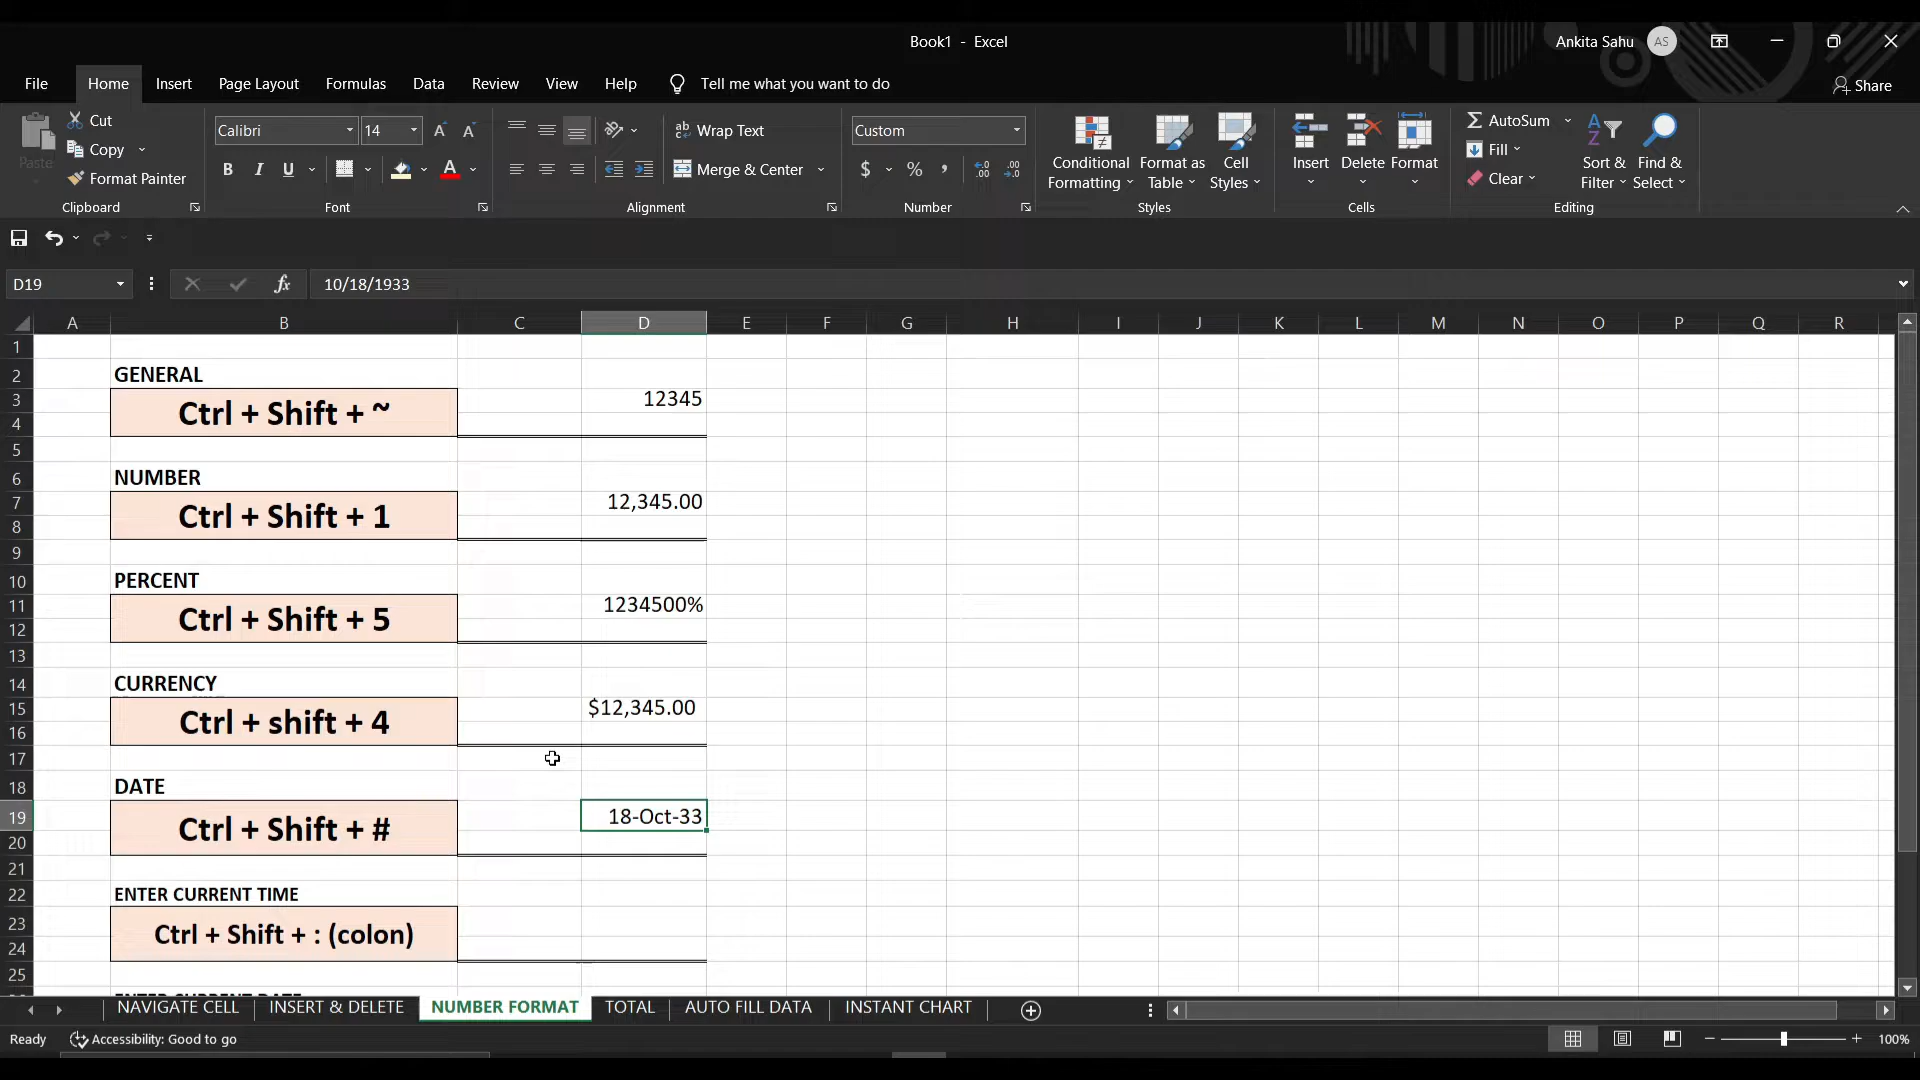 Book1 - Excel
Ankita Sahu AS
File Home Insert Page Layout Formulas Data Review View Help Tell me what you want to do
Share
Paste
Cut
Copy
Format Painter
Clipboard
Calibri 14
A A
B I U A
Font
Wrap Text
Merge & Center
Alignment
Custom
$ % ,
Number
Conditional Formatting
Format as Table
Cell Styles
Styles
Insert Delete Format
Cells
AutoSum
Fill
Clear
Sort & Filter
Find & Select
Editing
D19 fx 10/18/1933
A B C D E F G H I J K L M N O P Q R
1
2 GENERAL
3 Ctrl + Shift + ~ 12345
4
5
6 NUMBER
7 Ctrl + Shift + 1 12,345.00
8
9
10 PERCENT
11 Ctrl + Shift + 5 1234500%
12
13
14 CURRENCY
15 Ctrl + shift + 4 $12,345.00
16
17
18 DATE
19 Ctrl + Shift + # 18-Oct-33
20
21
22 ENTER CURRENT TIME
23 Ctrl + Shift + : (colon)
24
25
NAVIGATE CELL INSERT & DELETE NUMBER FORMAT TOTAL AUTO FILL DATA INSTANT CHART
Ready Accessibility: Good to go 100%